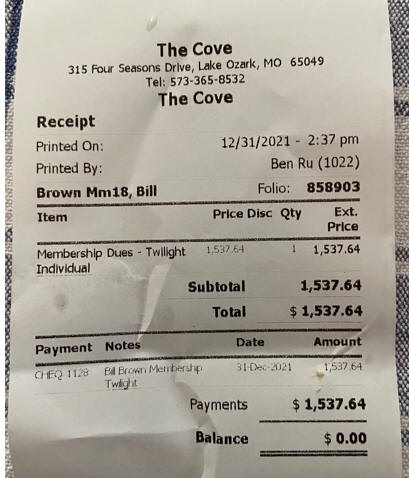 The Cove
315 Four Seasons Drive, Lake Ozark, MO 65049
Tel: 573-365-8532
The Cove
Receipt
Printed On: 12/31/2021 - 2:37 pm
Printed By: Ben Ru (1022)
Brown Mm18, Bill Folio: 858903
Item Price Disc Qty Ext.
Price
Membership Dues - Twilight 1,537.64 1 1,537.64
Individual
Subtotal 1,537.64
Total $ 1,537.64
Payment Notes Date Amount
CHEQ 1128 Bill Brown Membership 31-Dec-2021 1,537.64
Twilight
Payments $ 1,537.64
Balance $ 0.00